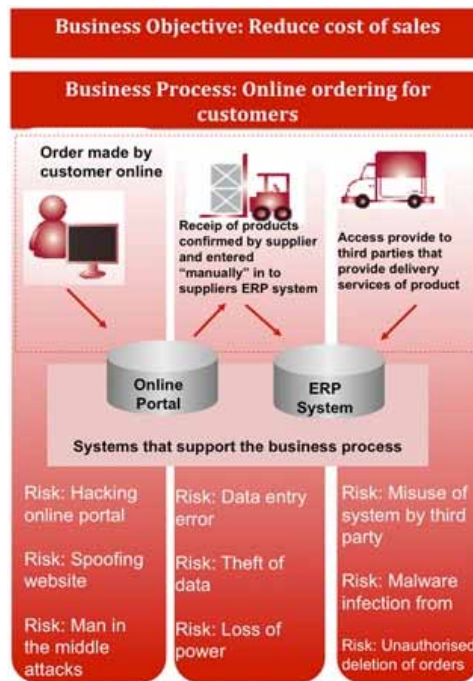 Business Objective: Reduce cost of sales
Business Process: Online ordering for
customers
Order made by
customer online
Receip of products
confirmed by supplier
and entered
"manually" in to
suppliers ERP system
Access provide to
third parties that
provide delivery
services of product
Online
Portal
ERP
System
Systems that support the business process
Risk: Hacking
online portal
Risk: Spoofing
website
Risk: Man in
the middle
attacks
Risk: Data entry
error
Risk: Theft of
data
Risk: Loss of
power
Risk: Misuse of
system by third
party
Risk: Malware
infection from
Risk: Unauthorised
deletion of orders